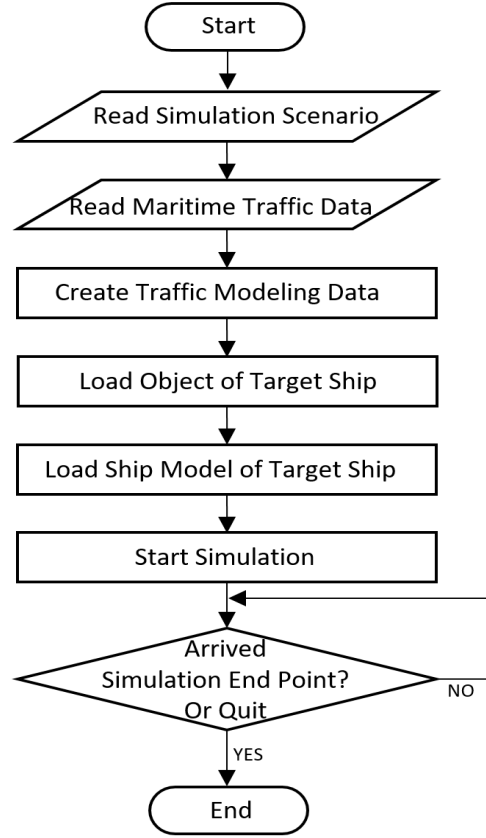 Start
Read Simulation Scenario
Read Maritime Traffic Data
Create Traffic Modeling Data
Load Object of Target Ship
Load Ship Model of Target Ship
Start Simulation
Arrived
Simulation End Point?
Or Quit
NO
YES
End